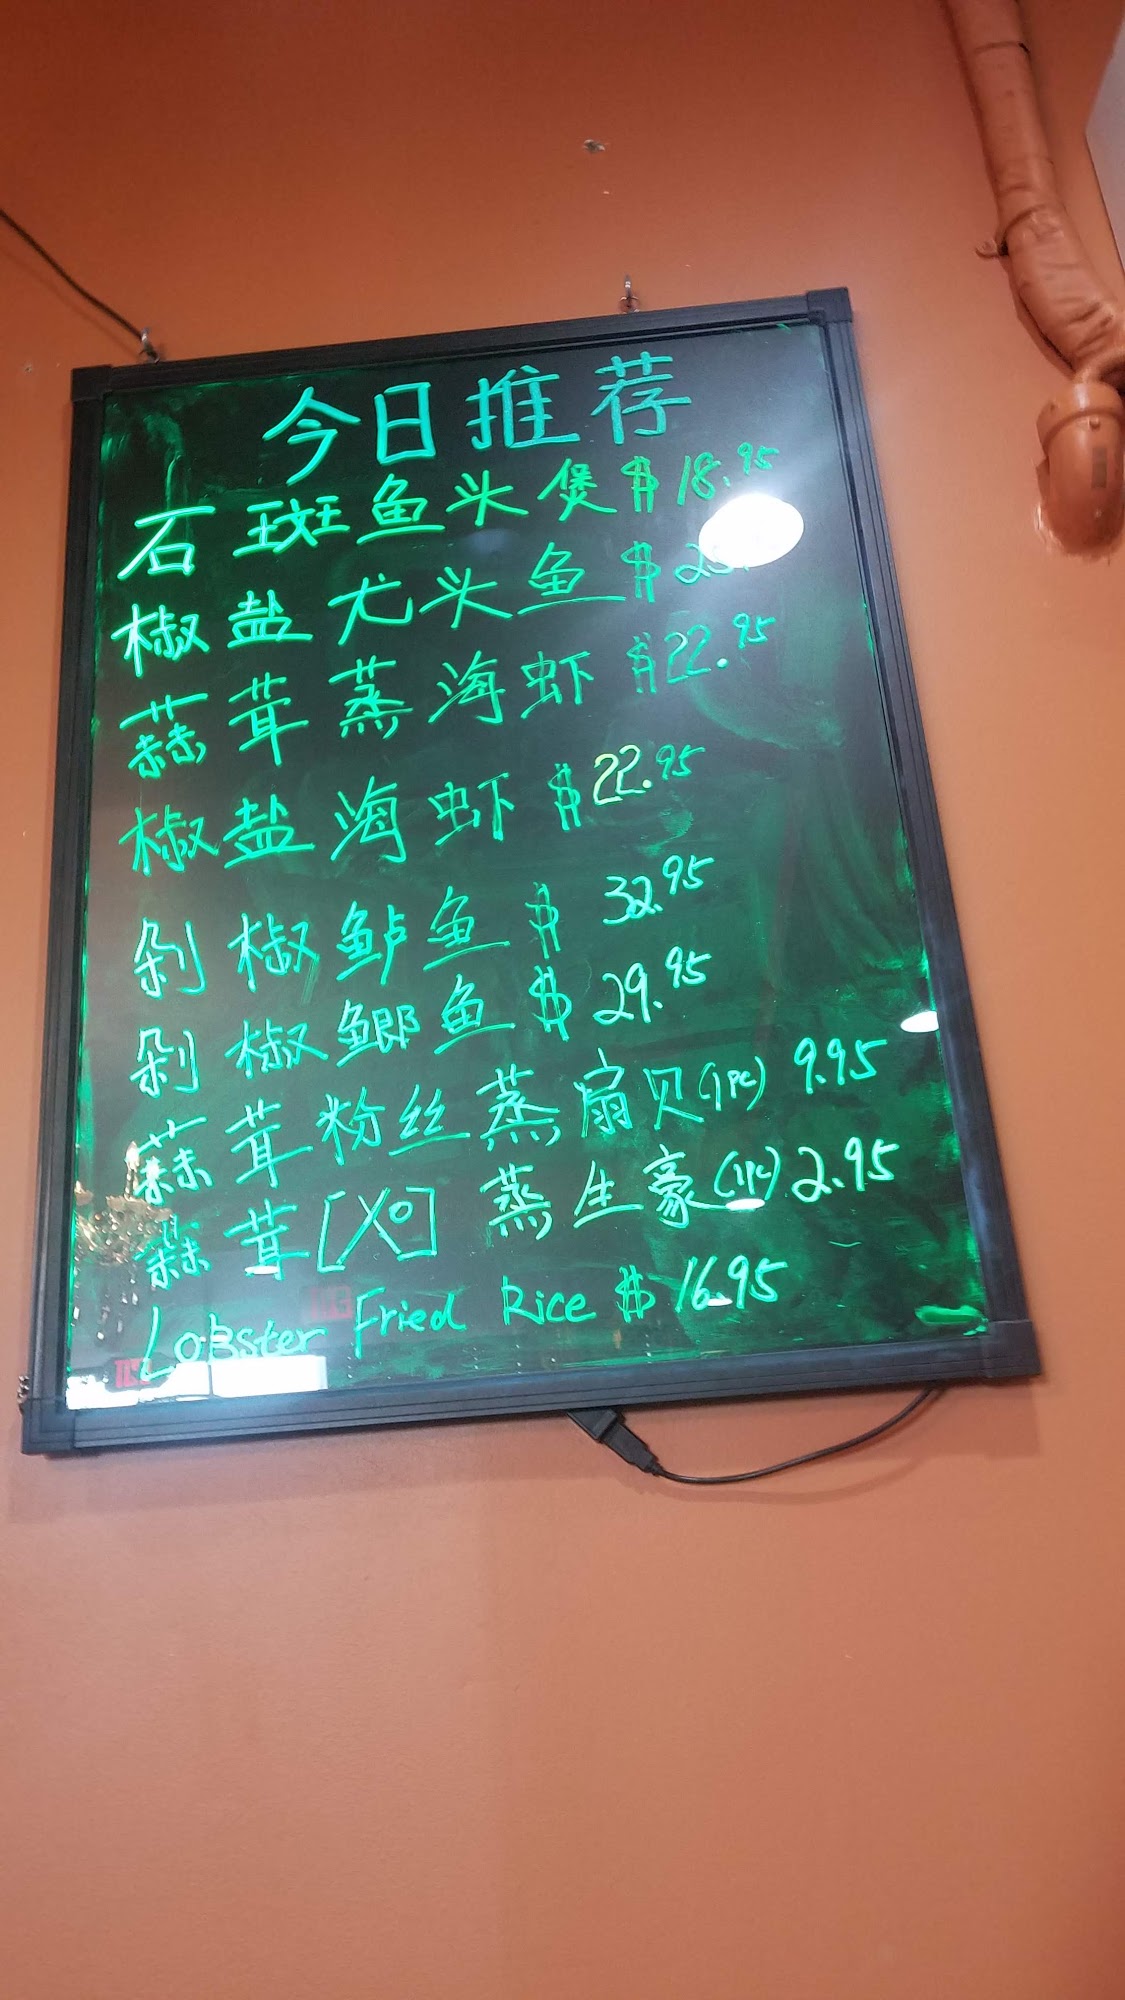 今日推荐
石斑鱼头煲$18.95
椒盐尤头鱼$
蒜茸蒸海虾$22.95
椒盐海虾$22.95
剁椒鲈鱼$32.95
剁椒鲫鱼$29.95
蒜茸粉丝蒸扇贝(1pc) 9.95
蒜茸[XO]蒸生豪(1pc) 2.95
Lobster Fried Rice $16.95